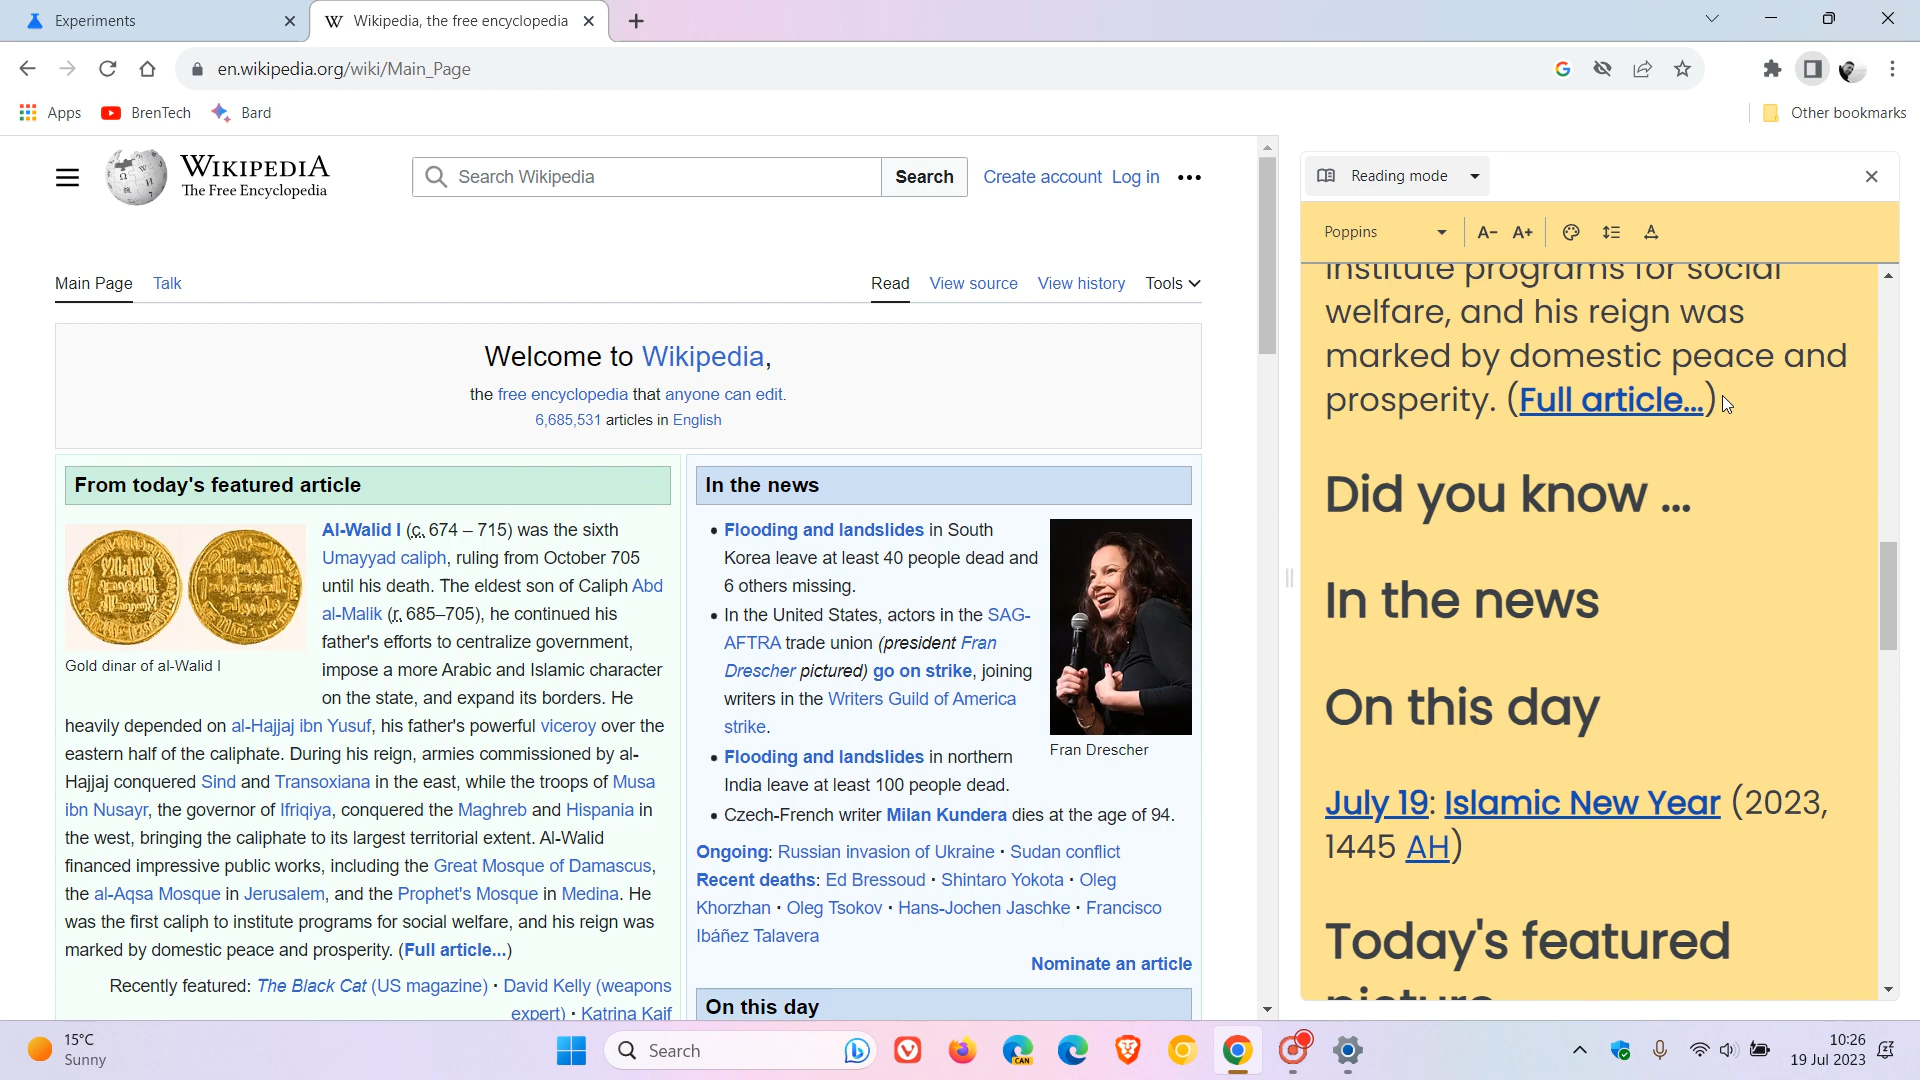 Experiments
Wikipedia, the free encyclopedia
en.wikipedia.org/wiki/Main_Page
Apps
BrenTech
Bard
Other bookmarks
WIKIPEDIA
The Free Encyclopedia
Search Wikipedia
Search
Create account
Log in
Main Page
Talk
Read
View source
View history
Tools
Welcome to Wikipedia,
the free encyclopedia that anyone can edit.
6,685,531 articles in English
From today's featured article
Gold dinar of al-Walid I
Al-Walid I (c. 674 – 715) was the sixth
Umayyad caliph, ruling from October 705
until his death. The eldest son of Caliph Abd
al-Malik (r. 685–705), he continued his
father's efforts to centralize government,
impose a more Arabic and Islamic character
on the state, and expand its borders. He
heavily depended on al-Hajjaj ibn Yusuf, his father's powerful viceroy over the
eastern half of the caliphate. During his reign, armies commissioned by al-
Hajjaj conquered Sind and Transoxiana in the east, while the troops of Musa
ibn Nusayr, the governor of Ifriqiya, conquered the Maghreb and Hispania in
the west, bringing the caliphate to its largest territorial extent. Al-Walid
financed impressive public works, including the Great Mosque of Damascus,
the al-Aqsa Mosque in Jerusalem, and the Prophet's Mosque in Medina. He
was the first caliph to institute programs for social welfare, and his reign was
marked by domestic peace and prosperity. (Full article...)
Recently featured: The Black Cat (US magazine) · David Kelly (weapons
expert) · Katrina Kaif
In the news
• Flooding and landslides in South
Korea leave at least 40 people dead and
6 others missing.
• In the United States, actors in the SAG-
AFTRA trade union (president Fran
Drescher pictured) go on strike, joining
writers in the Writers Guild of America
strike.
• Flooding and landslides in northern
India leave at least 100 people dead.
• Czech-French writer Milan Kundera dies at the age of 94.
Fran Drescher
Ongoing: Russian invasion of Ukraine · Sudan conflict
Recent deaths: Ed Bressoud · Shintaro Yokota · Oleg
Khorzhan · Oleg Tsokov · Hans-Jochen Jaschke · Francisco
Ibáñez Talavera
Nominate an article
On this day
Reading mode
Poppins
A- A+
institute programs for social
welfare, and his reign was
marked by domestic peace and
prosperity. (Full article...)
Did you know ...
In the news
On this day
July 19: Islamic New Year (2023,
1445 AH)
Today's featured
picture
15°C
Sunny
Search
CAN
10:26
19 Jul 2023